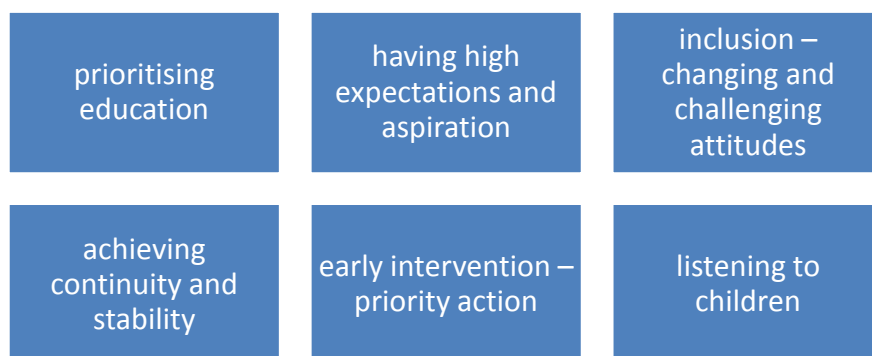 prioritising
education
having high
expectations and
aspiration
inclusion –
changing and
challenging
attitudes
achieving
continuity and
stability
early intervention –
priority action
listening to
children